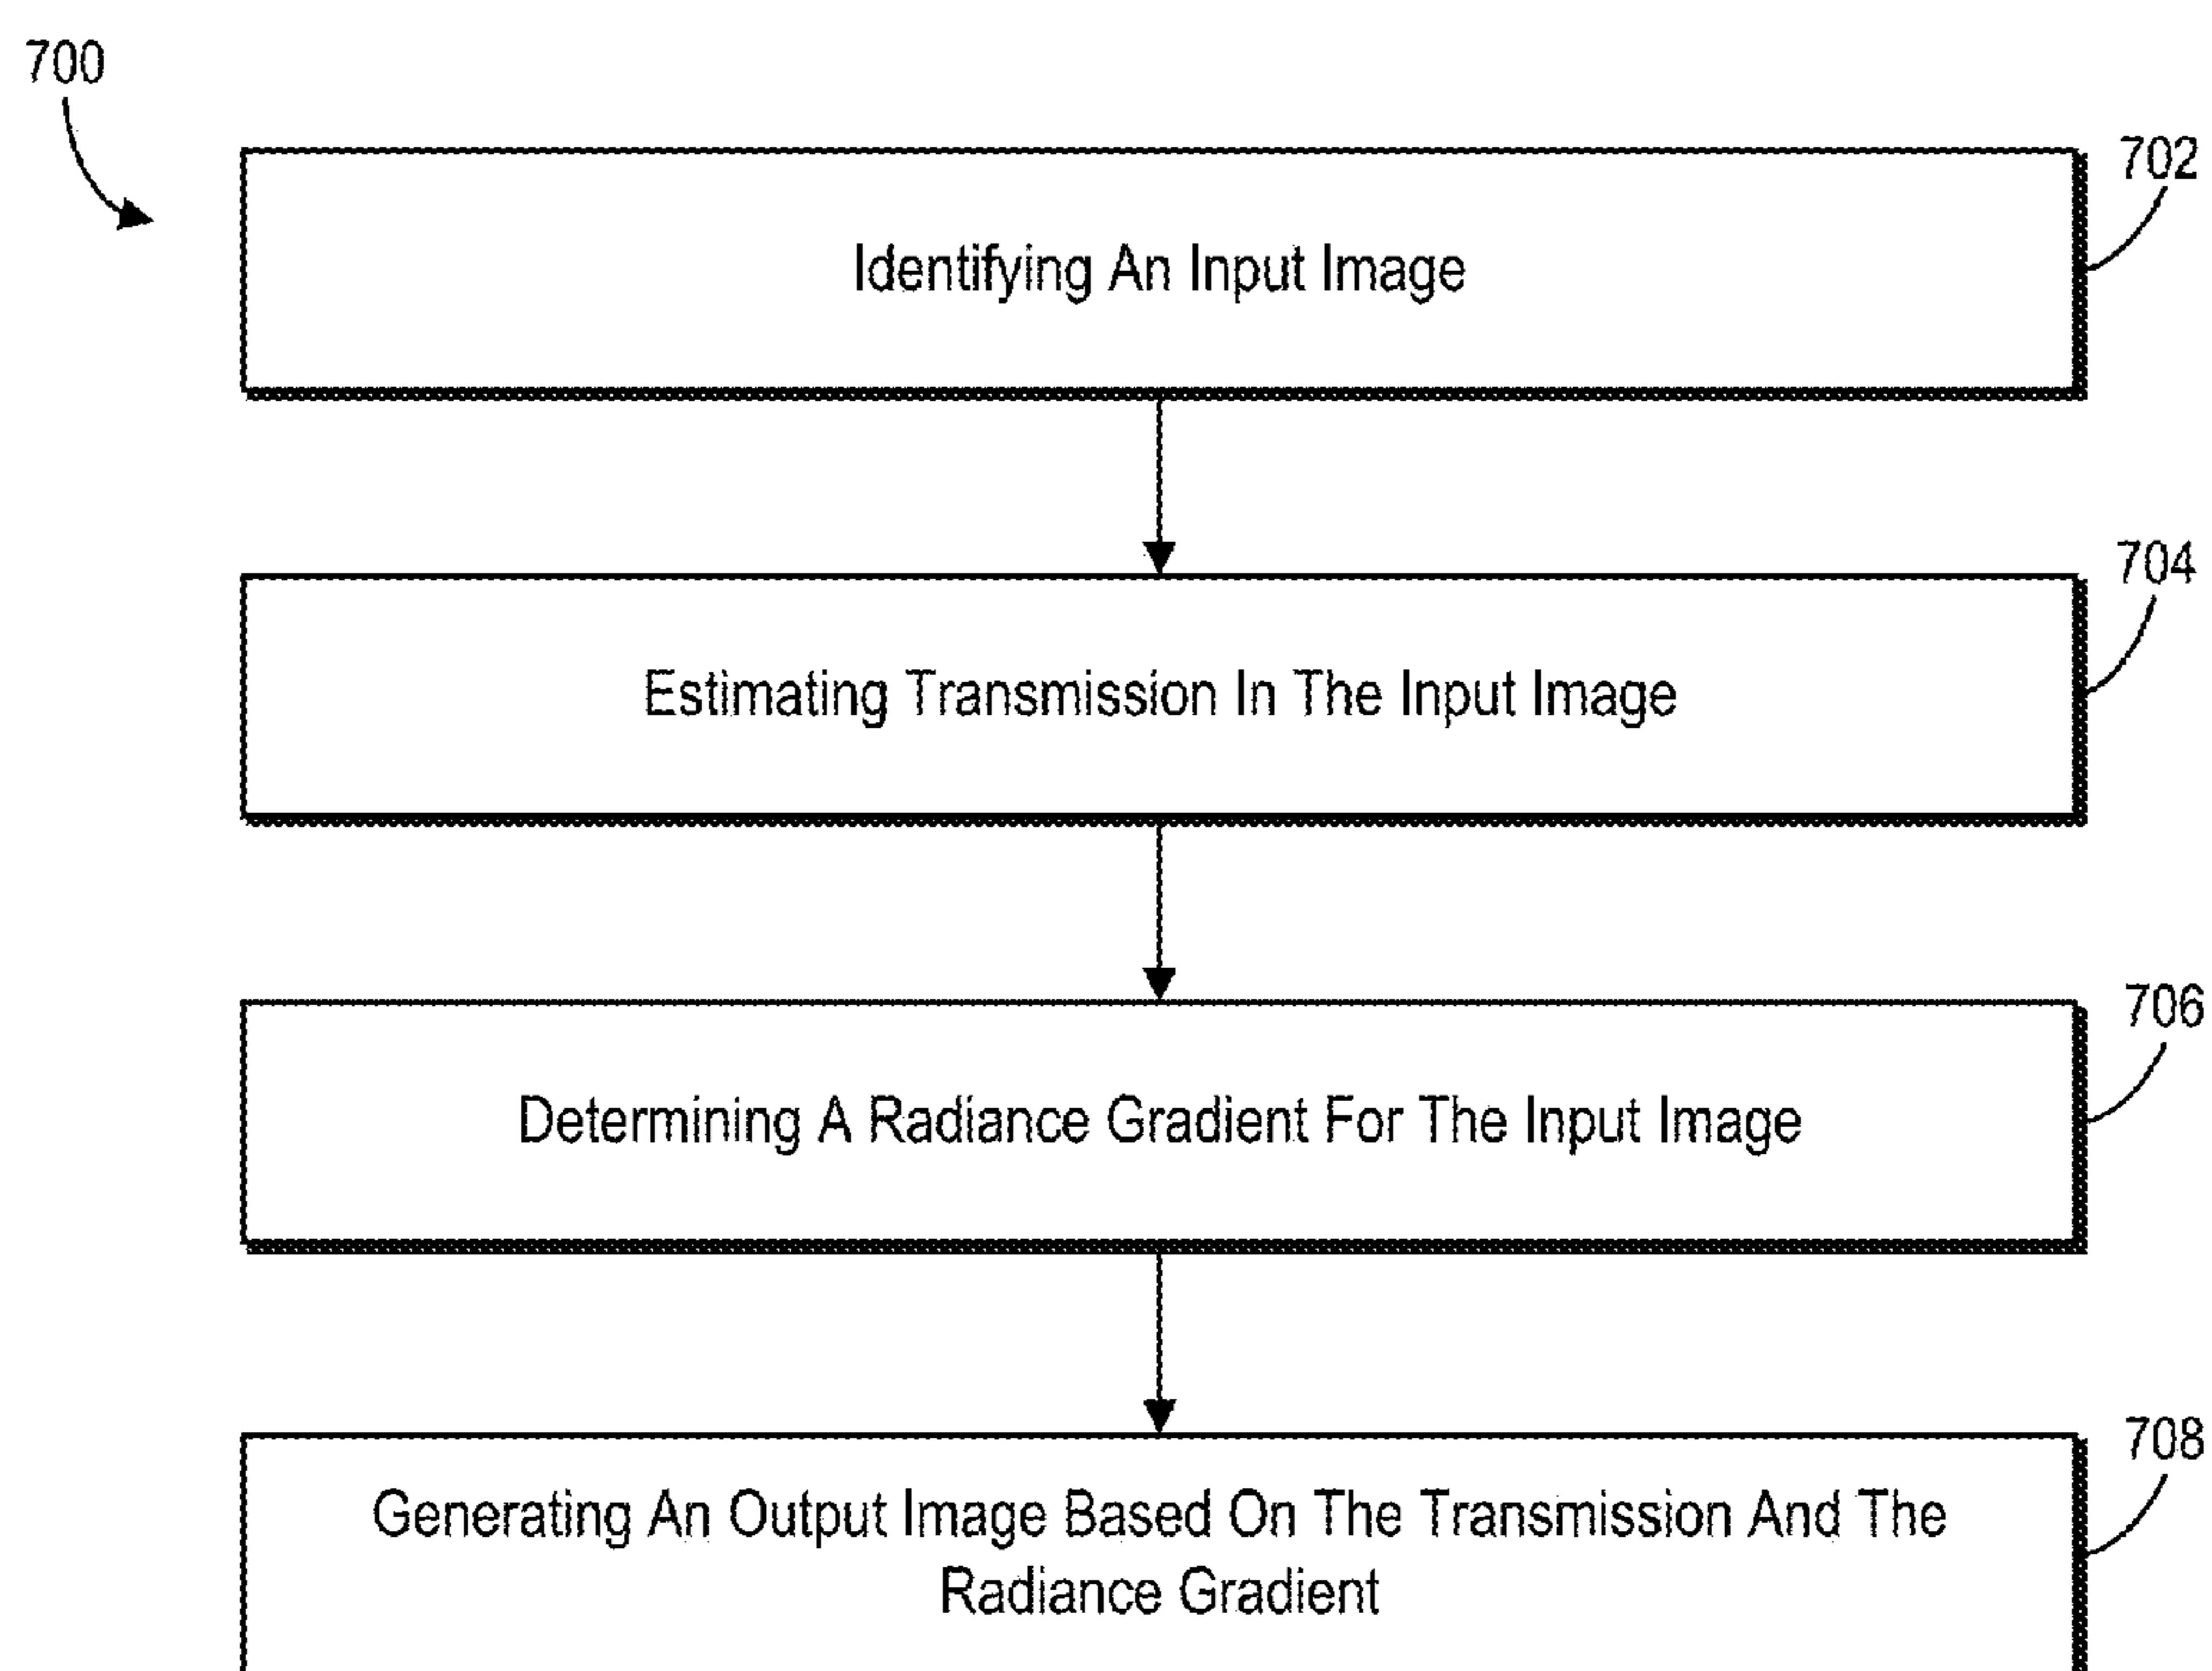 700
702
Identifying An Input Image
704
Estimating Transmission In The Input Image
706
Determining A Radiance Gradient For The Input Image
708
Generating An Output Image Based On The Transmission And The
Radiance Gradient